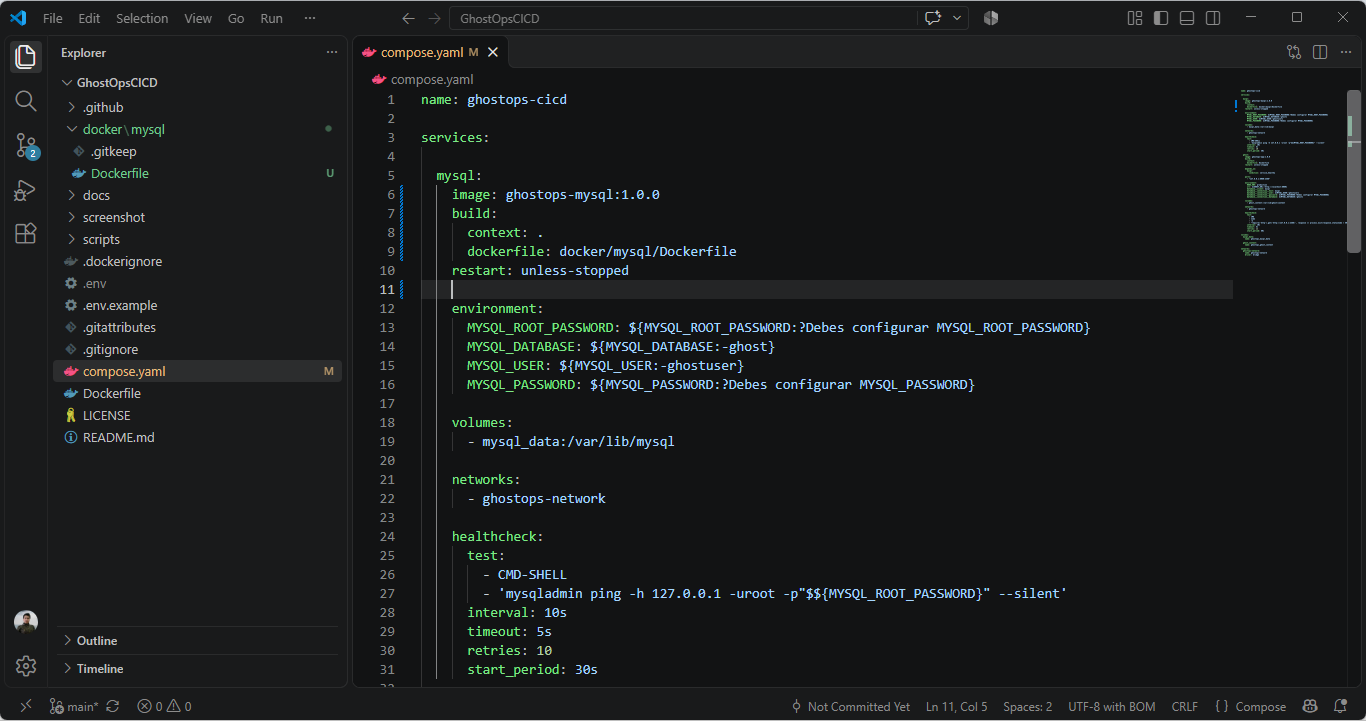 File Edit Selection View Go Run ··· GhostOpsCICD
Explorer ···
GhostOpsCICD
.github
docker\mysql
.gitkeep
Dockerfile U
docs
screenshot
scripts
.dockerignore
.env
.env.example
.gitattributes
.gitignore
compose.yaml M
Dockerfile
LICENSE
README.md
Outline
Timeline
2
compose.yaml M
compose.yaml
1 name: ghostops-cicd
2
3 services:
4
5 mysql:
6 image: ghostops-mysql:1.0.0
7 build:
8 context: .
9 dockerfile: docker/mysql/Dockerfile
10 restart: unless-stopped
11
12 environment:
13 MYSQL_ROOT_PASSWORD: ${MYSQL_ROOT_PASSWORD:?Debes configurar MYSQL_ROOT_PASSWORD}
14 MYSQL_DATABASE: ${MYSQL_DATABASE:-ghost}
15 MYSQL_USER: ${MYSQL_USER:-ghostuser}
16 MYSQL_PASSWORD: ${MYSQL_PASSWORD:?Debes configurar MYSQL_PASSWORD}
17
18 volumes:
19 - mysql_data:/var/lib/mysql
20
21 networks:
22 - ghostops-network
23
24 healthcheck:
25 test:
26 - CMD-SHELL
27 - 'mysqladmin ping -h 127.0.0.1 -uroot -p"$${MYSQL_ROOT_PASSWORD}" --silent'
28 interval: 10s
29 timeout: 5s
30 retries: 10
31 start_period: 30s
main* 0 0 Not Committed Yet Ln 11, Col 5 Spaces: 2 UTF-8 with BOM CRLF {} Compose